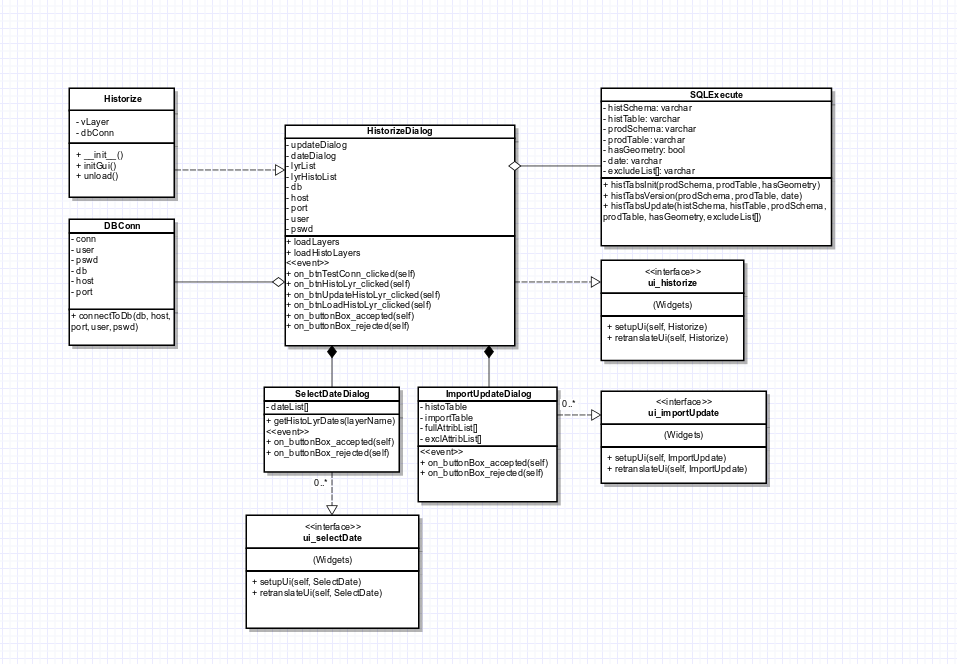 Historize
- vLayer
- dbConn
+ __init__()
+ initGui()
+ unload()
DBConn
- conn
- user
- pswd
- db
- host
- port
+ connectToDb(db, host,
port, user, pswd)
HistorizeDialog
- updateDialog
- dateDialog
- lyrList
- lyrHistoList
- db
- host
- port
- user
- pswd
+ loadLayers
+ loadHistoLayers
<<event>>
+ on_btnTestConn_clicked(self)
+ on_btnHistoLyr_clicked(self)
+ on_btnUpdateHistoLyr_clicked(self)
+ on_btnLoadHistoLyr_clicked(self)
+ on_buttonBox_accepted(self)
+ on_buttonBox_rejected(self)
SQLExecute
- histSchema: varchar
- histTable: varchar
- prodSchema: varchar
- prodTable: varchar
- hasGeometry: bool
- date: varchar
- excludeList[]: varchar
+ histTabsInit(prodSchema, prodTable, hasGeometry)
+ histTabsVersion(prodSchema, prodTable, date)
+ histTabsUpdate(histSchema, histTable, prodSchema,
prodTable, hasGeometry, excludeList[])
<<interface>>
ui_historize
(Widgets)
+ setupUi(self, Historize)
+ retranslateUi(self, Historize)
SelectDateDialog
- dateList[]
+ getHistoLyrDates(layerName)
<<event>>
+ on_buttonBox_accepted(self)
+ on_buttonBox_rejected(self)
0..*
ImportUpdateDialog
- histoTable
- importTable
- fullAttribList[]
- exclAttribList[]
<<event>>
+ on_buttonBox_accepted(self)
+ on_buttonBox_rejected(self)
0..*
<<interface>>
ui_importUpdate
(Widgets)
+ setupUi(self, ImportUpdate)
+ retranslateUi(self, ImportUpdate)
<<interface>>
ui_selectDate
(Widgets)
+ setupUi(self, SelectDate)
+ retranslateUi(self, SelectDate)